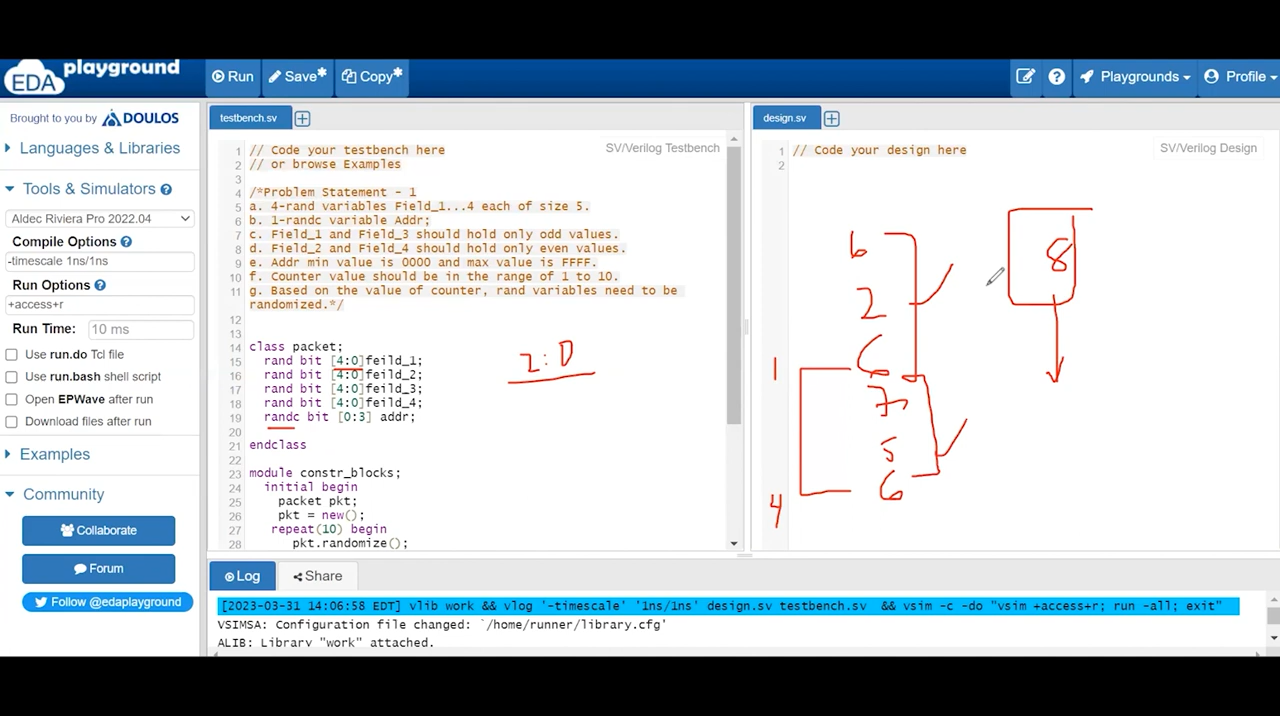 EDA playground
Run
Save*
Copy*
Playgrounds
Profile
Brought to you by DOULOS
Languages & Libraries
Tools & Simulators
Aldec Riviera Pro 2022.04
Compile Options
-timescale 1ns/1ns
Run Options
+access+r
Run Time: 10 ms
Use run.do Tcl file
Use run.bash shell script
Open EPWave after run
Download files after run
Examples
Community
Collaborate
Forum
Follow @edaplayground
testbench.sv
SV/Verilog Testbench
1 // Code your testbench here
2 // or browse Examples
3
4 /*Problem Statement - 1
5 a. 4-rand variables Field_1...4 each of size 5.
6 b. 1-randc variable Addr;
7 c. Field_1 and Field_3 should hold only odd values.
8 d. Field_2 and Field_4 should hold only even values.
9 e. Addr min value is 0000 and max value is FFFF.
10 f. Counter value should be in the range of 1 to 10.
11 g. Based on the value of counter, rand variables need to be
randomized.*/
12
13
14 class packet;
15 rand bit [4:0]feild_1;
16 rand bit [4:0]feild_2;
17 rand bit [4:0]feild_3;
18 rand bit [4:0]feild_4;
19 randc bit [0:3] addr;
20
21 endclass
22
23 module constr_blocks;
24 initial begin
25 packet pkt;
26 pkt = new();
27 repeat(10) begin
28 pkt.randomize();
2:0
design.sv
SV/Verilog Design
1 // Code your design here
2
6
2
6
7
5
6
1
4
8
Log
Share
[2023-03-31 14:06:58 EDT] vlib work && vlog '-timescale' '1ns/1ns' design.sv testbench.sv && vsim -c -do "vsim +access+r; run -all; exit"
VSIMSA: Configuration file changed: `/home/runner/library.cfg'
ALIB: Library "work" attached.